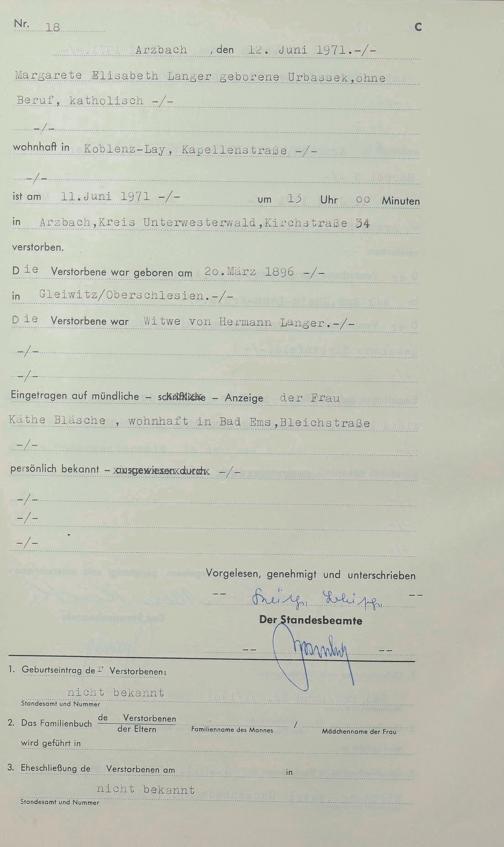 Nr. 18 C
Arzbach , den 12. Juni 1971.-/-
Margarete Elisabeth Langer geborene Urbassek,ohne
Beruf, katholisch -/-
-/-
wohnhaft in Koblenz-Lay, Kapellenstraße -/-
-/-
ist am 11.Juni 1971 -/- um 13 Uhr oo Minuten
in Arzbach,Kreis Unterwesterwald,Kirchstraße 34
verstorben.
Die Verstorbene war geboren am 2o.März 1896 -/-
in Gleiwitz/Oberschlesien.-/-
Die Verstorbene war Witwe von Hermann Langer.-/-
-/-
-/-
Eingetragen auf mündliche – schriftliche – Anzeige der Frau
Käthe Bläsche , wohnhaft in Bad Ems,Bleichstraße
-/-
persönlich bekannt – ausgewiesen durch -/-
-/-
-/-
-/-
Vorgelesen, genehmigt und unterschrieben
-- --
Der Standesbeamte
-- --
1. Geburtseintrag der Verstorbenen:
nicht bekannt
Standesamt und Nummer
2. Das Familienbuch de Verstorbenen
der Eltern
Familienname des Mannes / Mädchenname der Frau
wird geführt in
3. Eheschließung de Verstorbenen am in
nicht bekannt
Standesamt und Nummer